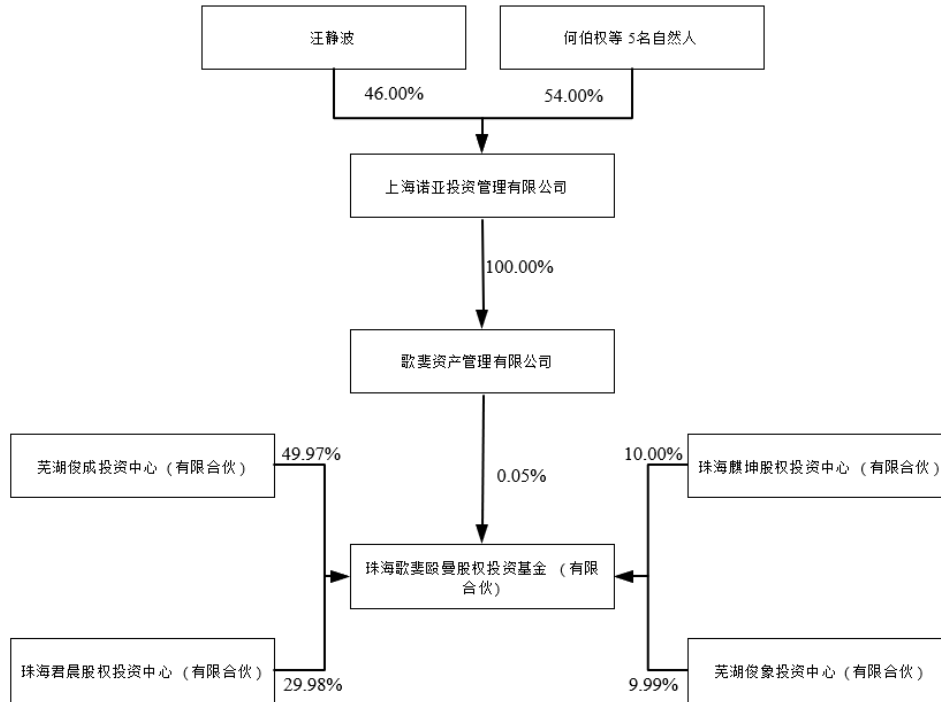 汪静波
何伯权等 5名自然人
46.00%
54.00%
上海诺亚投资管理有限公司
100.00%
歌斐资产管理有限公司
芜湖俊成投资中心（有限合伙）
49.97%
10.00%
珠海麒坤股权投资中心（有限合伙）
0.05%
珠海歌斐殴曼股权投资基金（有限
合伙）
珠海君晨股权投资中心（有限合伙）
29.98%
9.99%
芜湖俊象投资中心（有限合伙）